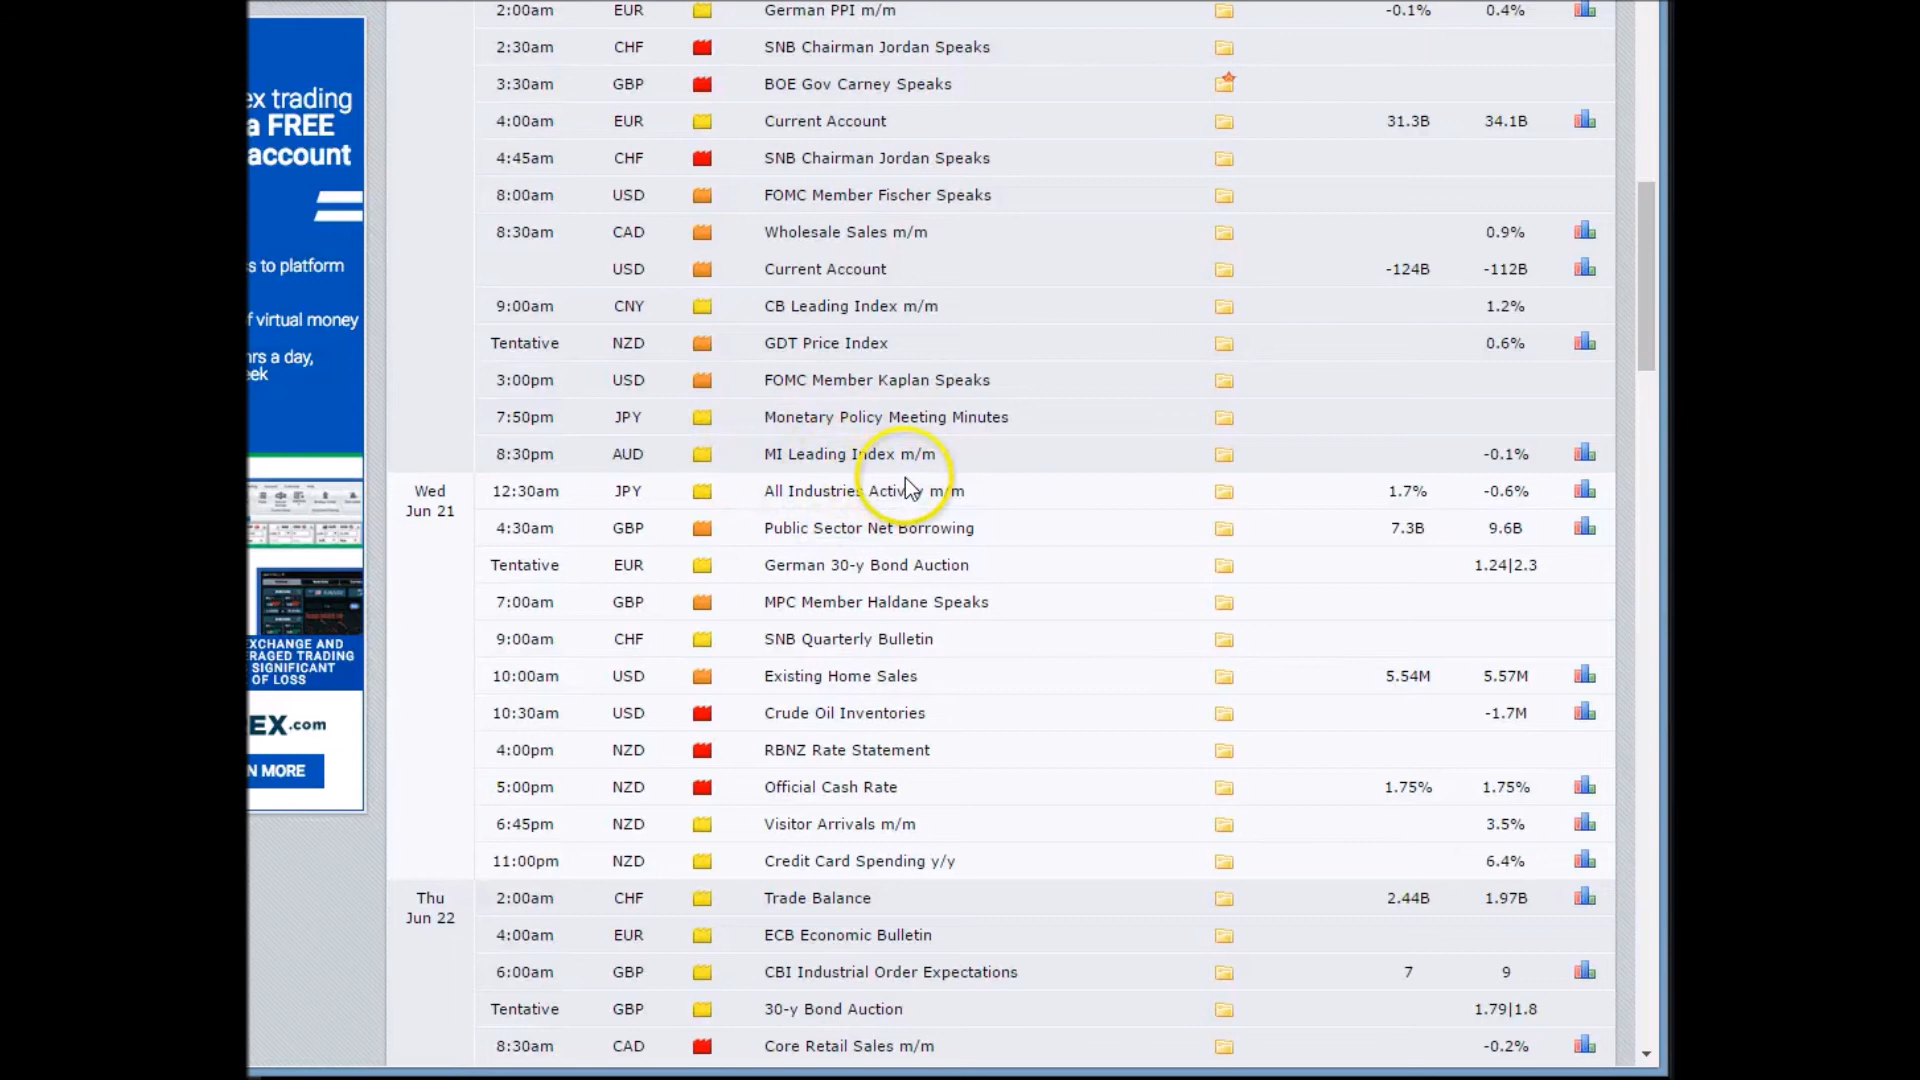 ex trading
a FREE
account
s to platform
f virtual money
hrs a day,
eek
EXCHANGE AND
ERAGED TRADING
SIGNIFICANT
OF LOSS
EX.com
N MORE
2:00am EUR German PPI m/m -0.1% 0.4%
2:30am CHF SNB Chairman Jordan Speaks
3:30am GBP BOE Gov Carney Speaks
4:00am EUR Current Account 31.3B 34.1B
4:45am CHF SNB Chairman Jordan Speaks
8:00am USD FOMC Member Fischer Speaks
8:30am CAD Wholesale Sales m/m 0.9%
USD Current Account -124B -112B
9:00am CNY CB Leading Index m/m 1.2%
Tentative NZD GDT Price Index 0.6%
3:00pm USD FOMC Member Kaplan Speaks
7:50pm JPY Monetary Policy Meeting Minutes
8:30pm AUD MI Leading Index m/m -0.1%
Wed
Jun 21
12:30am JPY All Industries Activity m/m 1.7% -0.6%
4:30am GBP Public Sector Net Borrowing 7.3B 9.6B
Tentative EUR German 30-y Bond Auction 1.24|2.3
7:00am GBP MPC Member Haldane Speaks
9:00am CHF SNB Quarterly Bulletin
10:00am USD Existing Home Sales 5.54M 5.57M
10:30am USD Crude Oil Inventories -1.7M
4:00pm NZD RBNZ Rate Statement
5:00pm NZD Official Cash Rate 1.75% 1.75%
6:45pm NZD Visitor Arrivals m/m 3.5%
11:00pm NZD Credit Card Spending y/y 6.4%
Thu
Jun 22
2:00am CHF Trade Balance 2.44B 1.97B
4:00am EUR ECB Economic Bulletin
6:00am GBP CBI Industrial Order Expectations 7 9
Tentative GBP 30-y Bond Auction 1.79|1.8
8:30am CAD Core Retail Sales m/m -0.2%